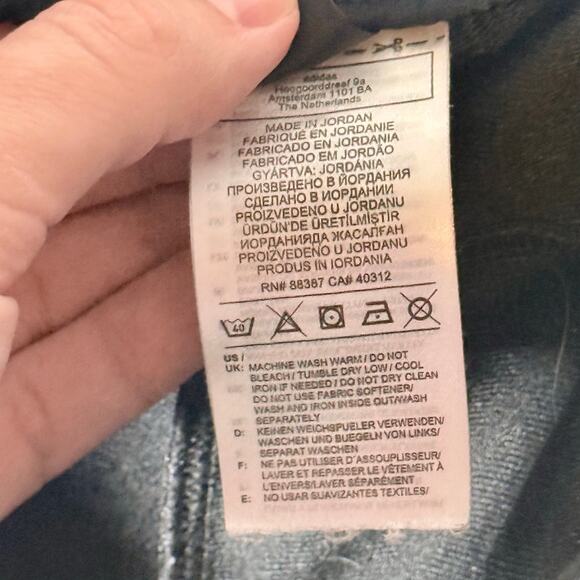 adidas
Hoogoorddreef 9a
Amsterdam 1101 BA
The Netherlands
MADE IN JORDAN
FABRIQUÉ EN JORDANIE
FABRICADO EN JORDANIA
FABRICADO EM JORDÃO
GYÁRTVA: JORDÁNIA
ПРОИЗВЕДЕНО В ЙОРДАНИЯ
СДЕЛАНО В ИОРДАНИИ
PROIZVEDENO U JORDANU
ÜRDÜN'DE ÜRETİLMİŞTİR
ИОРДАНИЯДА ЖАСАЛҒАН
PROIZVEDENO U JORDANU
PRODUS IN IORDANIA
RN# 88387 CA# 40312
40
US /
UK: MACHINE WASH WARM / DO NOT
BLEACH / TUMBLE DRY LOW / COOL
IRON IF NEEDED / DO NOT DRY CLEAN
DO NOT USE FABRIC SOFTENER/
WASH AND IRON INSIDE OUT/WASH
SEPARATELY
D: KEINEN WEICHSPUELER VERWENDEN/
WASCHEN UND BUEGELN VON LINKS/
SEPARAT WASCHEN
F: NE PAS UTILISER D'ASSOUPLISSEUR/
LAVER ET REPASSER LE VÊTEMENT À
L'ENVERS/LAVER SÉPARÉMENT
E: NO USAR SUAVIZANTES TEXTILES/